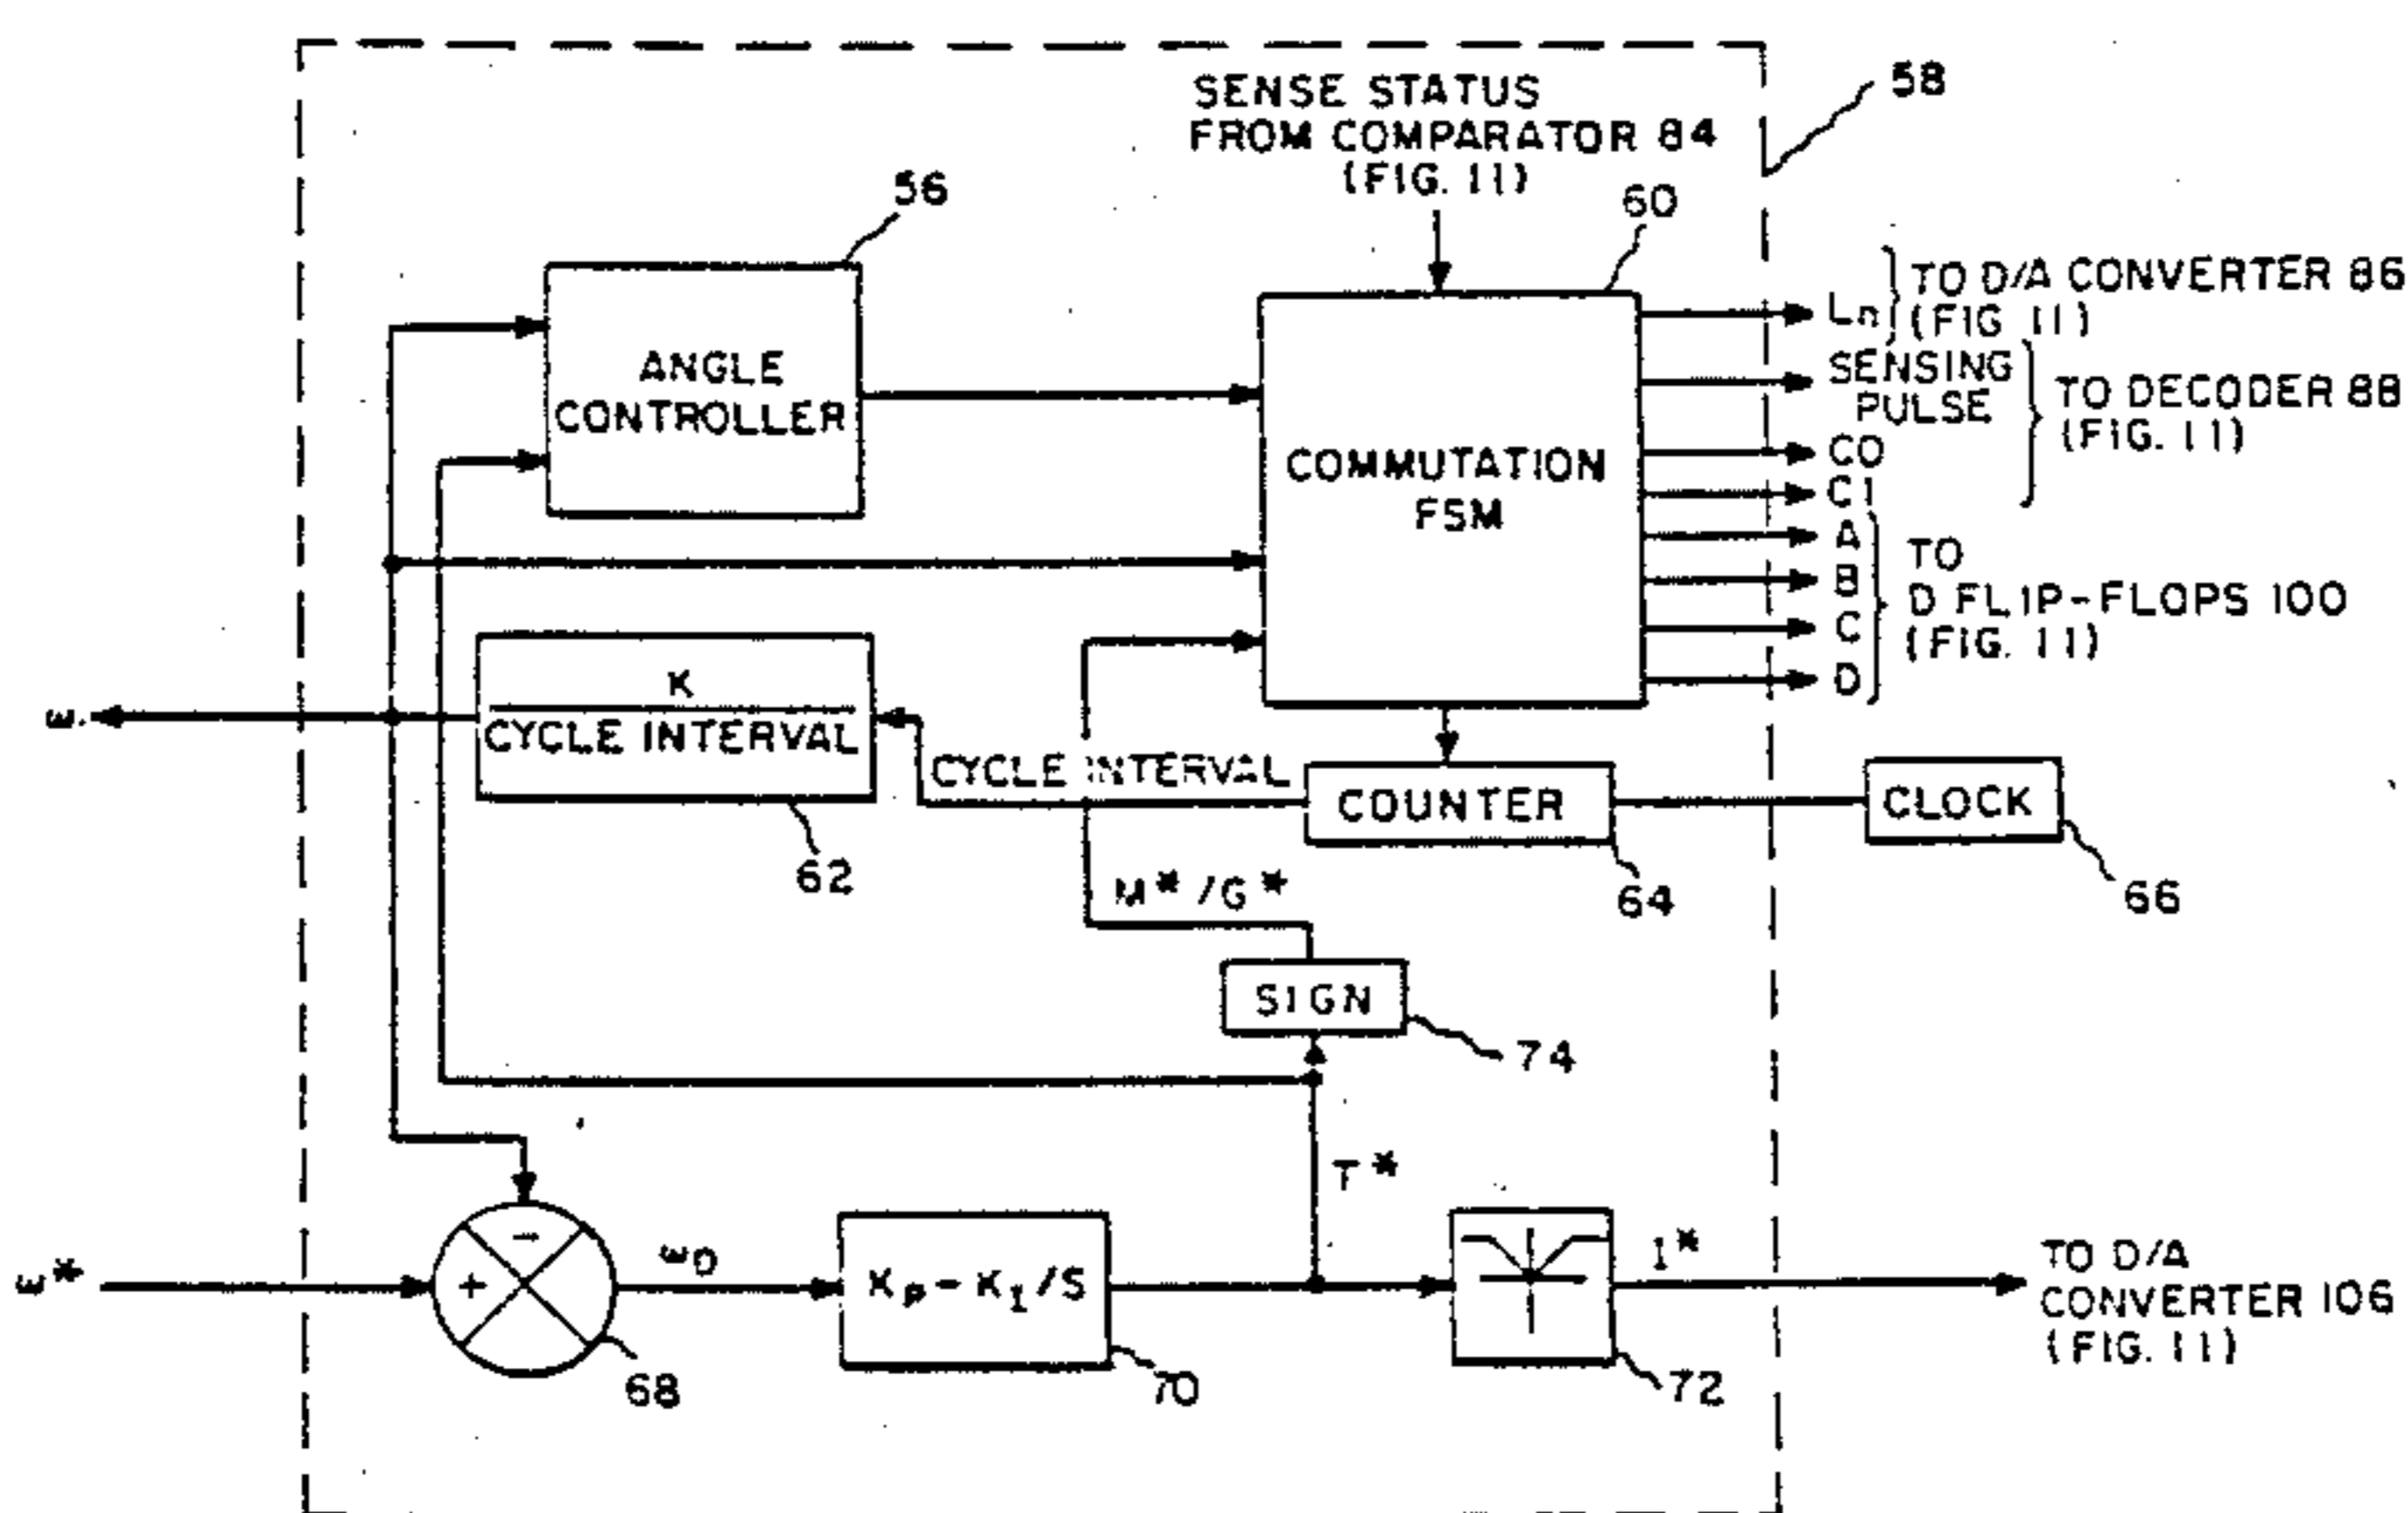 SENSE STATUS
FROM COMPARATOR 84
(FIG. 11)
58
56
60
ANGLE
CONTROLLER
COMMUTATION
FSM
Ln
TO D/A CONVERTER 86
(FIG 11)
SENSING
PULSE
C0
C1
TO DECODER 88
(FIG. 11)
A
B
C
D
TO
D FLIP-FLOPS 100
(FIG. 11)
ω
K
CYCLE INTERVAL
62
CYCLE INTERVAL
COUNTER
64
CLOCK
66
M*/G*
SIGN
74
T*
ω*
+
-
68
ωD
KP - KI/S
70
72
I*
TO D/A
CONVERTER 106
(FIG. 11)